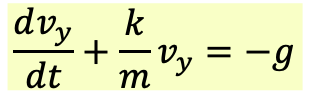 dv_y/dt + k/m v_y = -g